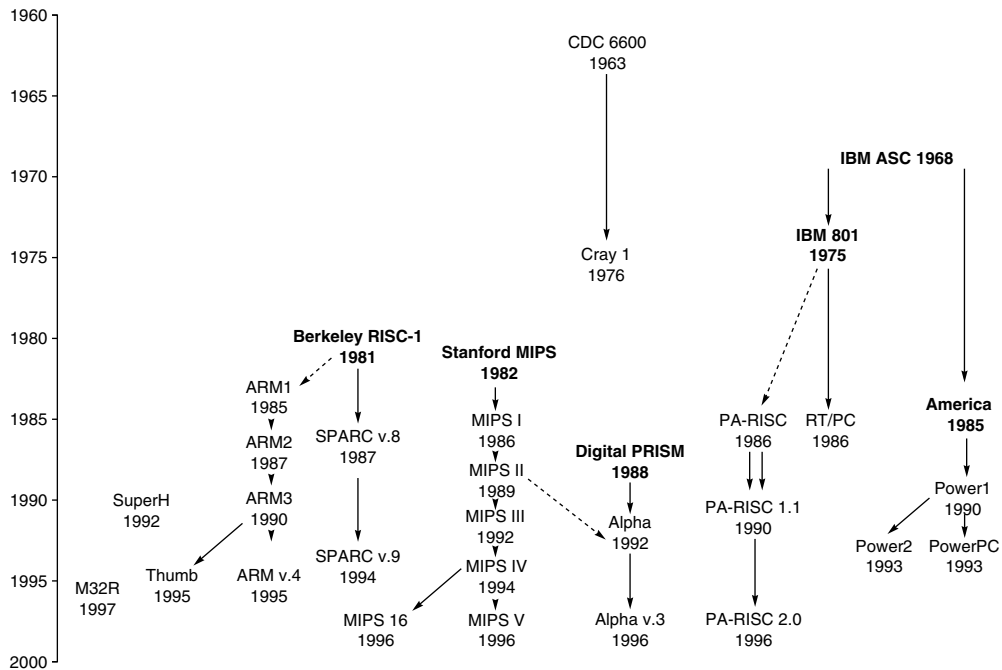 1960
1965
1970
1975
1980
1985
1990
1995
2000
CDC 6600
1963
IBM ASC 1968
IBM 801
1975
Cray 1
1976
Berkeley RISC-1
1981
Stanford MIPS
1982
ARM1
1985
America
1985
MIPS I
1986
PA-RISC
1986
RT/PC
1986
ARM2
1987
SPARC v.8
1987
Digital PRISM
1988
MIPS II
1989
SuperH
1992
ARM3
1990
PA-RISC 1.1
1990
Power1
1990
MIPS III
1992
Alpha
1992
Power2
1993
PowerPC
1993
SPARC v.9
1994
MIPS IV
1994
M32R
1997
Thumb
1995
ARM v.4
1995
MIPS 16
1996
MIPS V
1996
Alpha v.3
1996
PA-RISC 2.0
1996